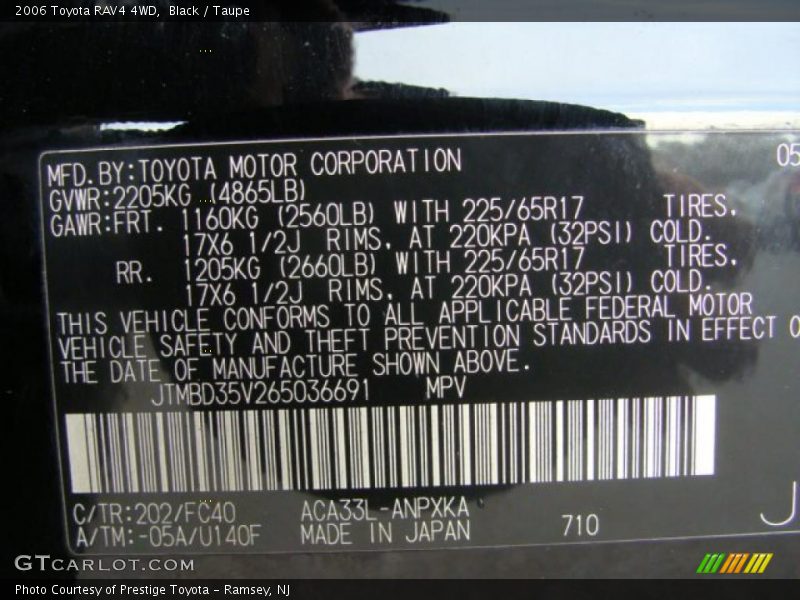 2006 Toyota RAV4 4WD,  Black / Taupe
MFD.BY:TOYOTA MOTOR CORPORATION 05
GVWR:2205KG (4865LB)
GAWR:FRT. 1160KG (2560LB) WITH 225/65R17 TIRES,
17X6 1/2J RIMS, AT 220KPA (32PSI) COLD.
RR. 1205KG (2660LB) WITH 225/65R17 TIRES,
17X6 1/2J RIMS, AT 220KPA (32PSI) COLD.
THIS VEHICLE CONFORMS TO ALL APPLICABLE FEDERAL MOTOR
VEHICLE SAFETY AND THEFT PREVENTION STANDARDS IN EFFECT O
THE DATE OF MANUFACTURE SHOWN ABOVE.
JTMBD35V265036691 MPV
C/TR:202/FC40 ACA33L-ANPXKA
A/TM:-05A/U140F MADE IN JAPAN 710 J
GTCARLOT.COM
Photo Courtesy of Prestige Toyota - Ramsey, NJ